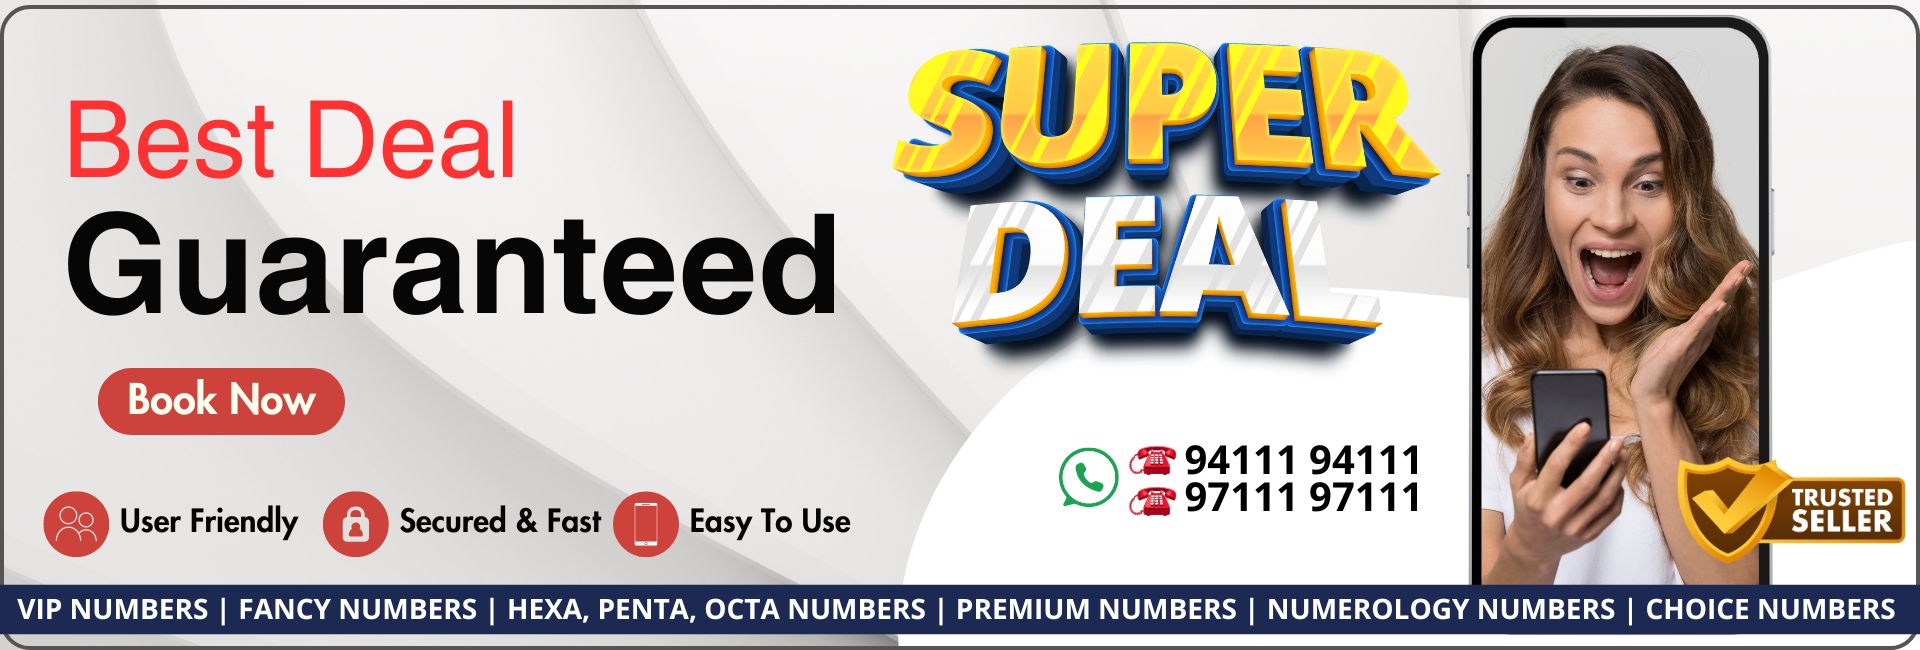 Best Deal
Guaranteed
Book Now
User Friendly
Secured & Fast
Easy To Use
SUPER
DEAL
94111 94111
97111 97111
TRUSTED
SELLER
VIP NUMBERS | FANCY NUMBERS | HEXA, PENTA, OCTA NUMBERS | PREMIUM NUMBERS | NUMEROLOGY NUMBERS | CHOICE NUMBERS